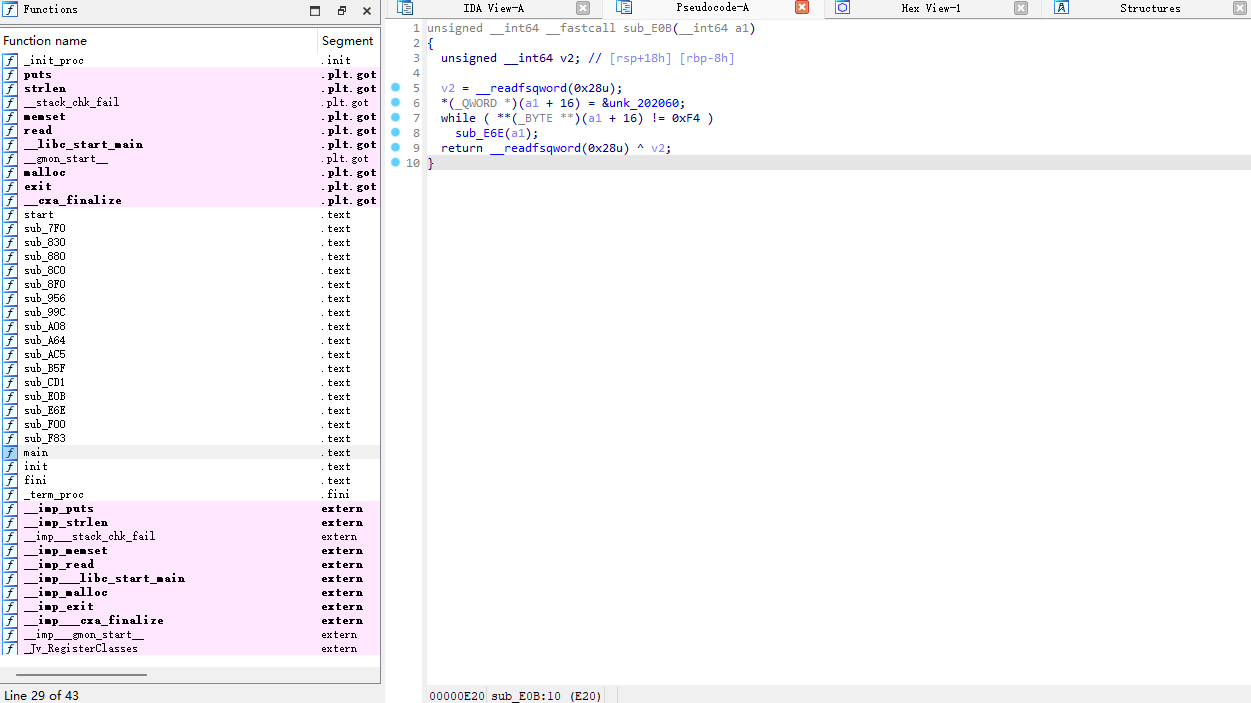 Functions
Function name Segment
_init_proc .init
puts .plt.got
strlen .plt.got
__stack_chk_fail .plt.got
memset .plt.got
read .plt.got
__libc_start_main .plt.got
__gmon_start__ .plt.got
malloc .plt.got
exit .plt.got
__cxa_finalize .plt.got
start .text
sub_7F0 .text
sub_830 .text
sub_880 .text
sub_8C0 .text
sub_8F0 .text
sub_956 .text
sub_99C .text
sub_A08 .text
sub_A64 .text
sub_AC5 .text
sub_B5F .text
sub_CD1 .text
sub_E0B .text
sub_E6E .text
sub_F00 .text
sub_F83 .text
main .text
init .text
fini .text
_term_proc .fini
__imp_puts extern
__imp_strlen extern
__imp___stack_chk_fail extern
__imp_memset extern
__imp_read extern
__imp___libc_start_main extern
__imp_malloc extern
__imp_exit extern
__imp___cxa_finalize extern
__imp___gmon_start__ extern
_Jv_RegisterClasses extern
Line 29 of 43
IDA View-A Pseudocode-A Hex View-1 Structures
1 unsigned __int64 __fastcall sub_E0B(__int64 a1)
2 {
3 unsigned __int64 v2; // [rsp+18h] [rbp-8h]
4
5 v2 = __readfsqword(0x28u);
6 *(_QWORD *)(a1 + 16) = &unk_202060;
7 while ( **(_BYTE **)(a1 + 16) != 0xF4 )
8 sub_E6E(a1);
9 return __readfsqword(0x28u) ^ v2;
10 }
00000E20 sub_E0B:10 (E20)